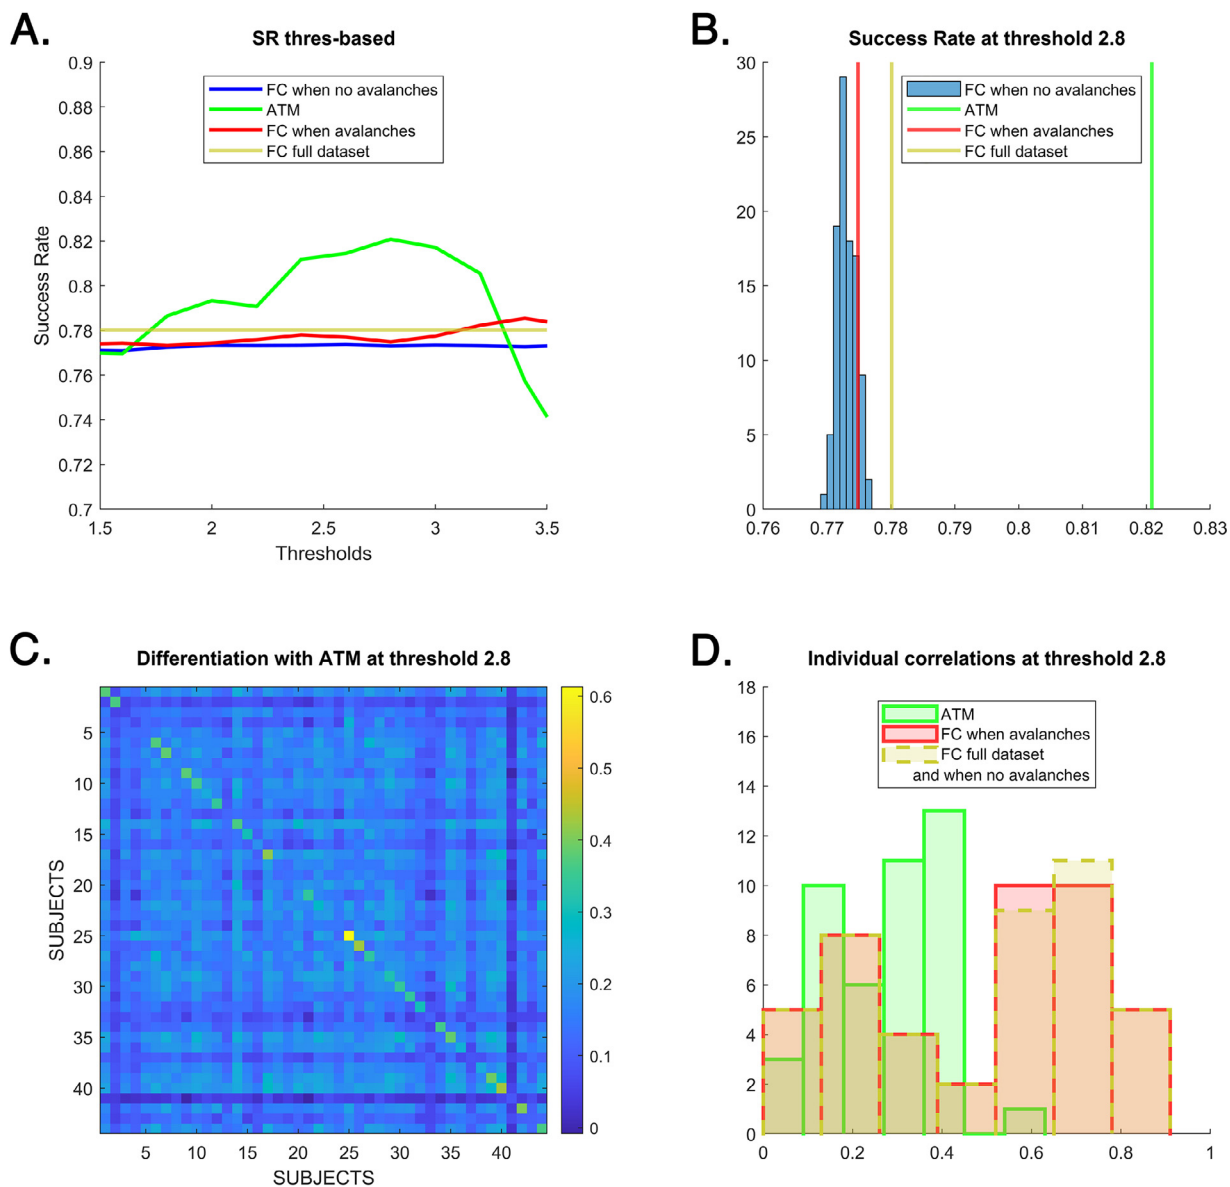 A.
SR thres-based
0.9
0.88
0.86
0.84
0.82
0.8
0.78
0.76
0.74
0.72
0.7
Success Rate
FC when no avalanches
ATM
FC when avalanches
FC full dataset
1.5
2
2.5
3
3.5
Thresholds
B.
Success Rate at threshold 2.8
30
25
20
15
10
5
0
FC when no avalanches
ATM
FC when avalanches
FC full dataset
0.76
0.77
0.78
0.79
0.8
0.81
0.82
0.83
C.
Differentiation with ATM at threshold 2.8
5
10
15
20
25
30
35
40
SUBJECTS
5
10
15
20
25
30
35
40
SUBJECTS
0.6
0.5
0.4
0.3
0.2
0.1
0
D.
Individual correlations at threshold 2.8
18
16
14
12
10
8
6
4
2
0
ATM
FC when avalanches
FC full dataset
and when no avalanches
0
0.2
0.4
0.6
0.8
1